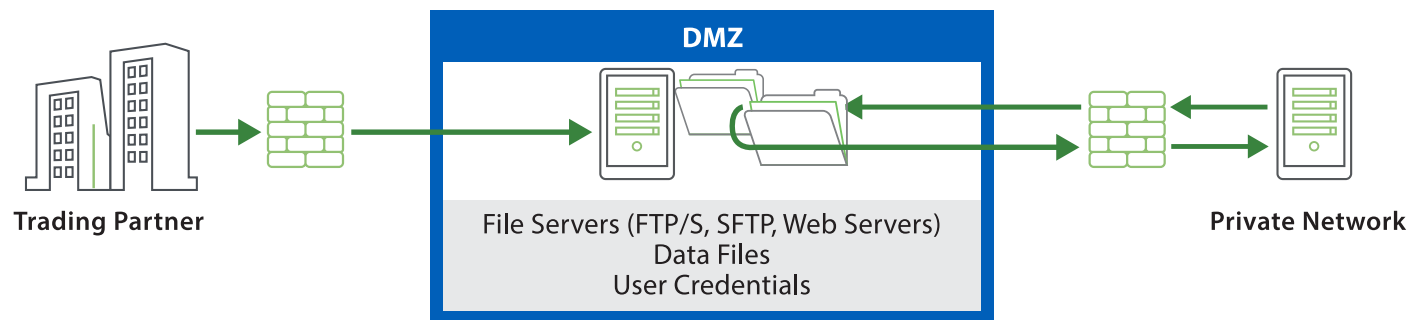 DMZ
Trading Partner
File Servers (FTP/S, SFTP, Web Servers)
Data Files
User Credentials
Private Network